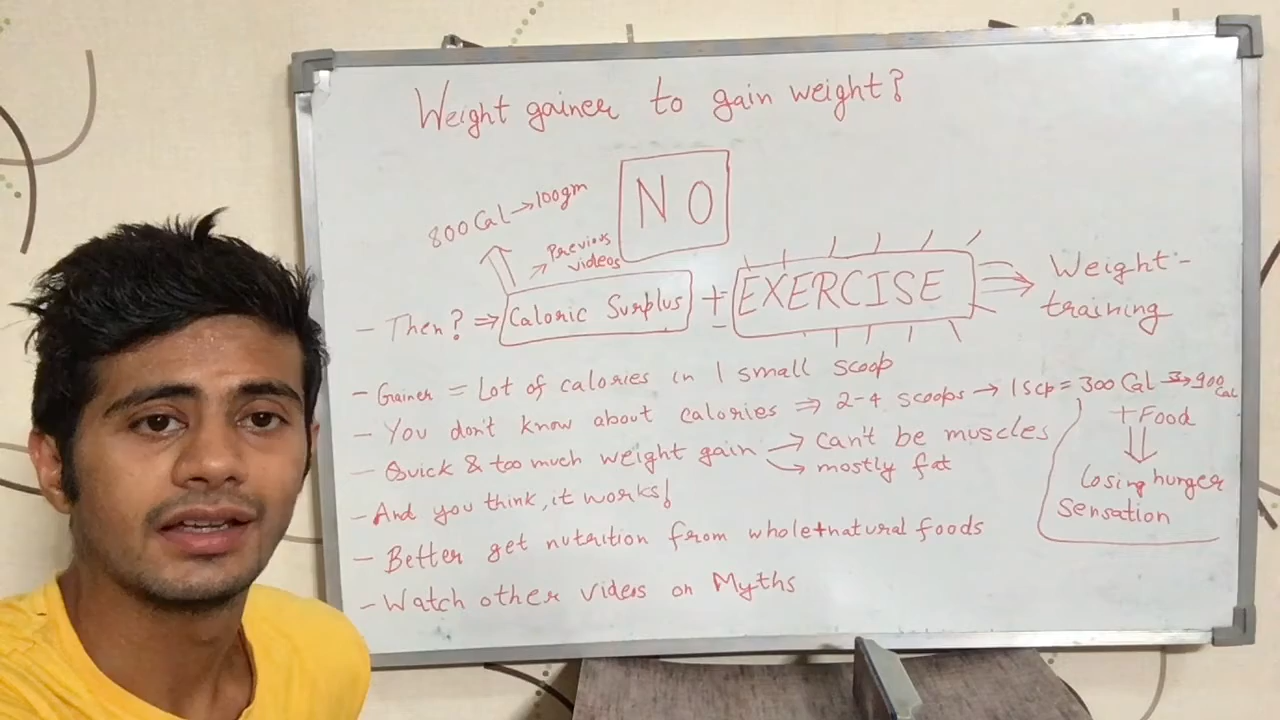 Weight gainer to gain weight?
NO
800 Cal → 100gm
Previous
videos
- Then? ⇒ Caloric Surplus + EXERCISE ⇒ Weight-
training
- Gainer = Lot of calories in 1 small scoop
- You don't know about calories ⇒ 2-4 scoops → 1 scp = 300 Cal 3→ 900 Cal
+ Food
- Quick & too much weight gain → can't be muscles
→ mostly fat
losing hunger
sensation
- And you think, it works!
- Better get nutrition from whole+natural foods
- Watch other videos on Myths